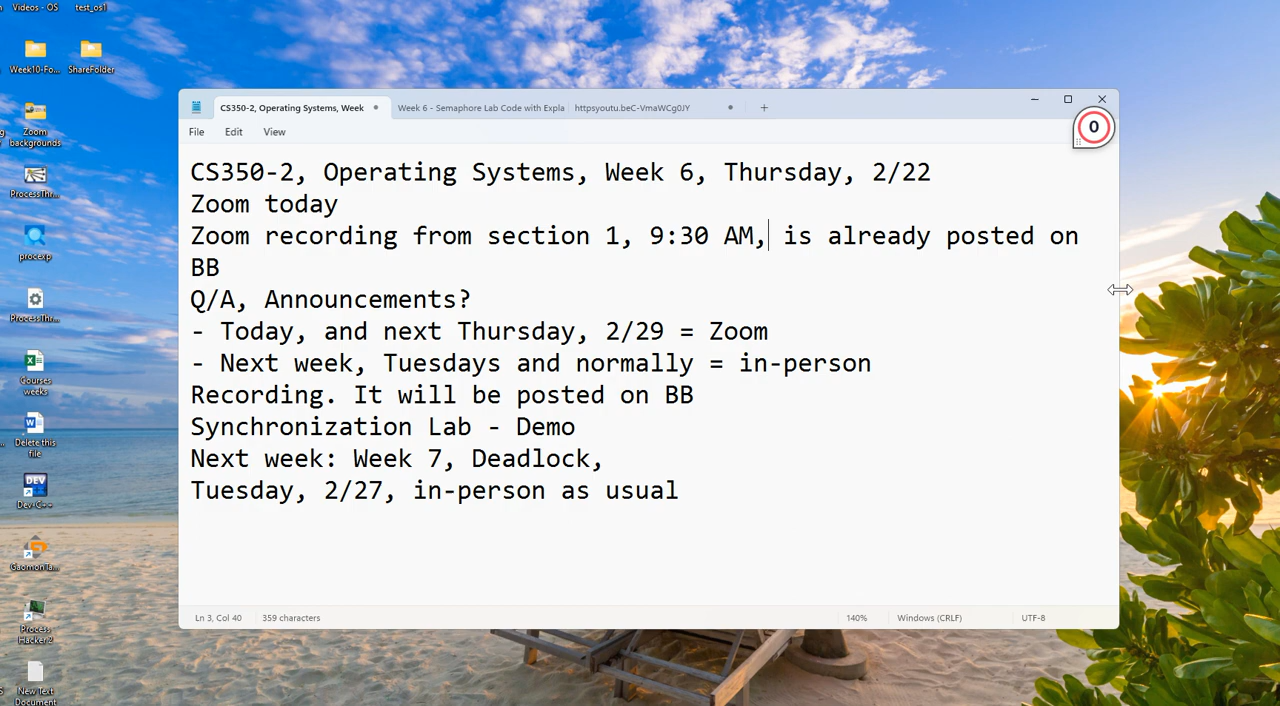 Videos - OS
test_os1
Week10-Fo...
ShareFolder
Zoom
backgrounds
ProcessThr...
procexp
ProcessThr...
Courses
weeks
Delete this
file
Dev-C++
GaomonTa...
Process
Hacker 2
New Text
Document
CS350-2, Operating Systems, Week
Week 6 - Semaphore Lab Code with Expla
httpsyoutu.beC-VmaWCg0JY
File Edit View
0
CS350-2, Operating Systems, Week 6, Thursday, 2/22
Zoom today
Zoom recording from section 1, 9:30 AM, is already posted on
BB
Q/A, Announcements?
- Today, and next Thursday, 2/29 = Zoom
- Next week, Tuesdays and normally = in-person
Recording. It will be posted on BB
Synchronization Lab - Demo
Next week: Week 7, Deadlock,
Tuesday, 2/27, in-person as usual
Ln 3, Col 40 359 characters 140% Windows (CRLF) UTF-8